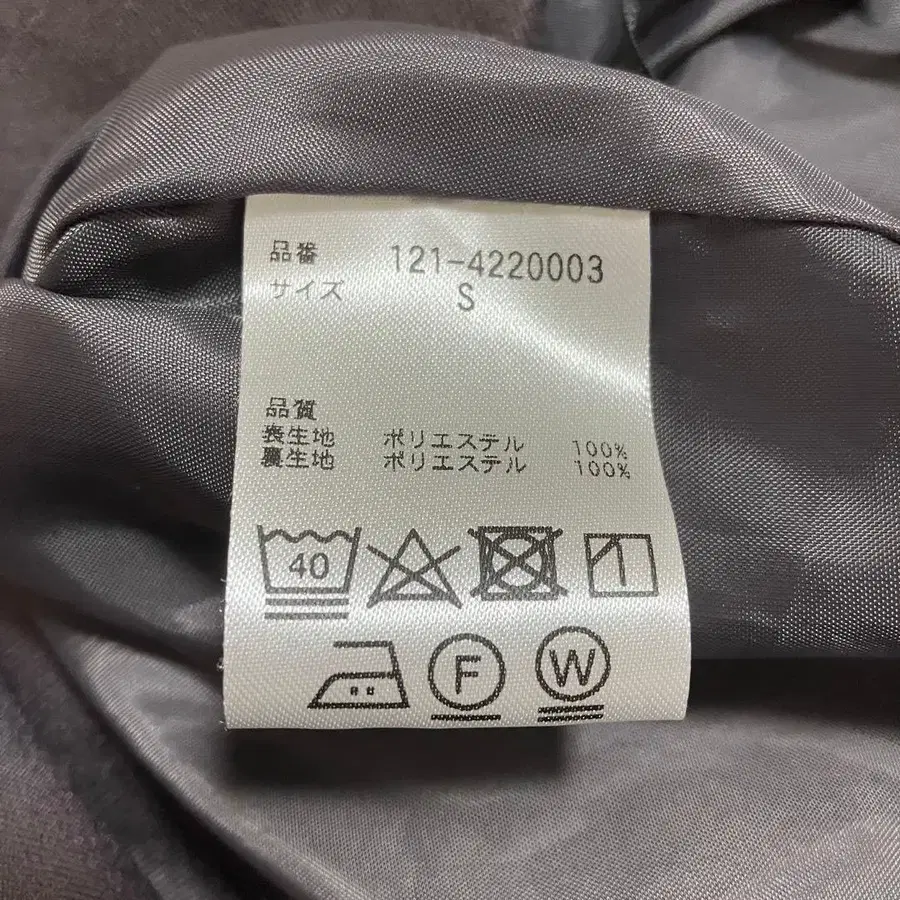 品番 121-4220003
サイズ S
品質
表生地 ポリエステル 100%
裏生地 ポリエステル 100%
40
F W